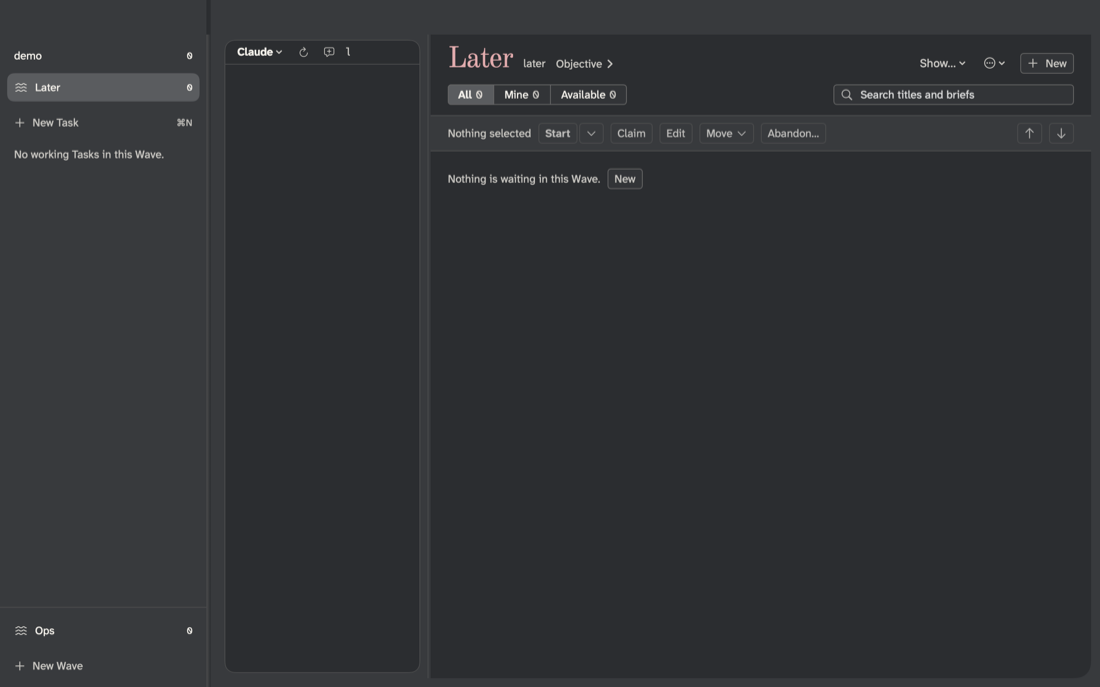 demo 0
Later 0
New Task ⌘N
No working Tasks in this Wave.
Ops 0
New Wave
Claude 1
Later later Objective
Show... New
All 0 Mine 0 Available 0
Search titles and briefs
Nothing selected Start Claim Edit Move Abandon...
Nothing is waiting in this Wave. New